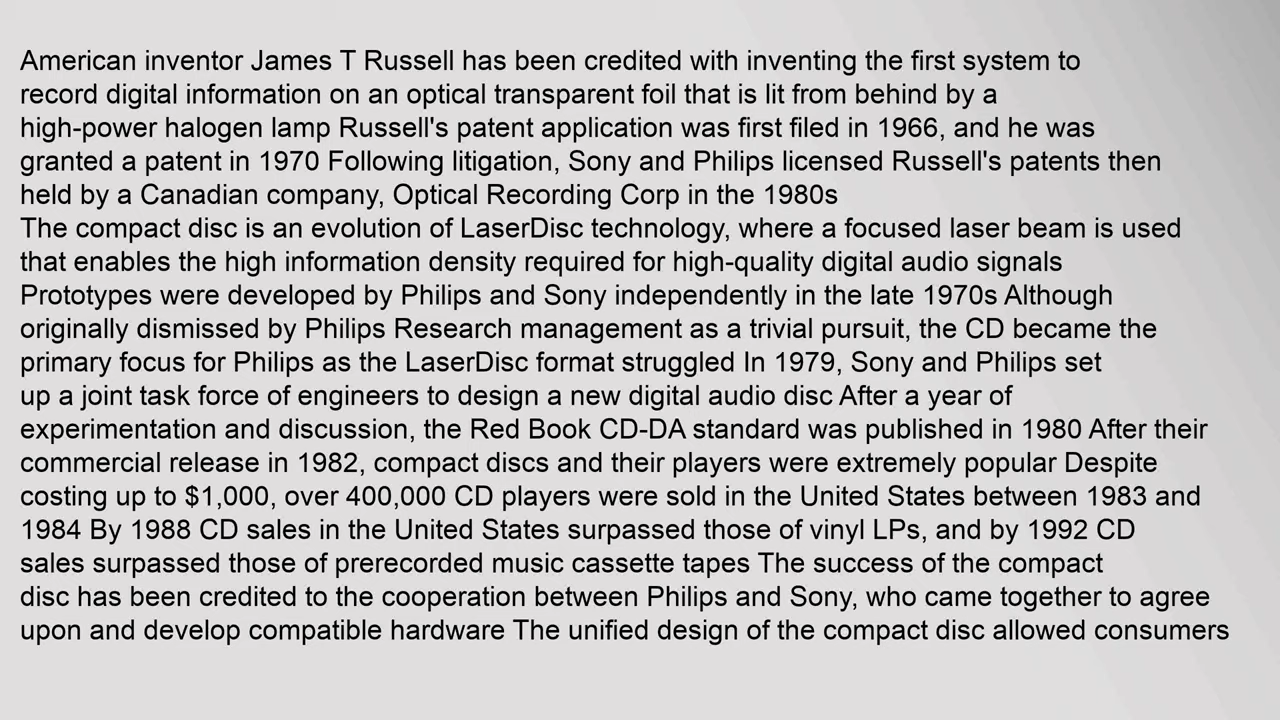 American inventor James T Russell has been credited with inventing the first system to
record digital information on an optical transparent foil that is lit from behind by a
high-power halogen lamp Russell's patent application was first filed in 1966, and he was
granted a patent in 1970 Following litigation, Sony and Philips licensed Russell's patents then
held by a Canadian company, Optical Recording Corp in the 1980s
The compact disc is an evolution of LaserDisc technology, where a focused laser beam is used
that enables the high information density required for high-quality digital audio signals
Prototypes were developed by Philips and Sony independently in the late 1970s Although
originally dismissed by Philips Research management as a trivial pursuit, the CD became the
primary focus for Philips as the LaserDisc format struggled In 1979, Sony and Philips set
up a joint task force of engineers to design a new digital audio disc After a year of
experimentation and discussion, the Red Book CD-DA standard was published in 1980 After their
commercial release in 1982, compact discs and their players were extremely popular Despite
costing up to $1,000, over 400,000 CD players were sold in the United States between 1983 and
1984 By 1988 CD sales in the United States surpassed those of vinyl LPs, and by 1992 CD
sales surpassed those of prerecorded music cassette tapes The success of the compact
disc has been credited to the cooperation between Philips and Sony, who came together to agree
upon and develop compatible hardware The unified design of the compact disc allowed consumers